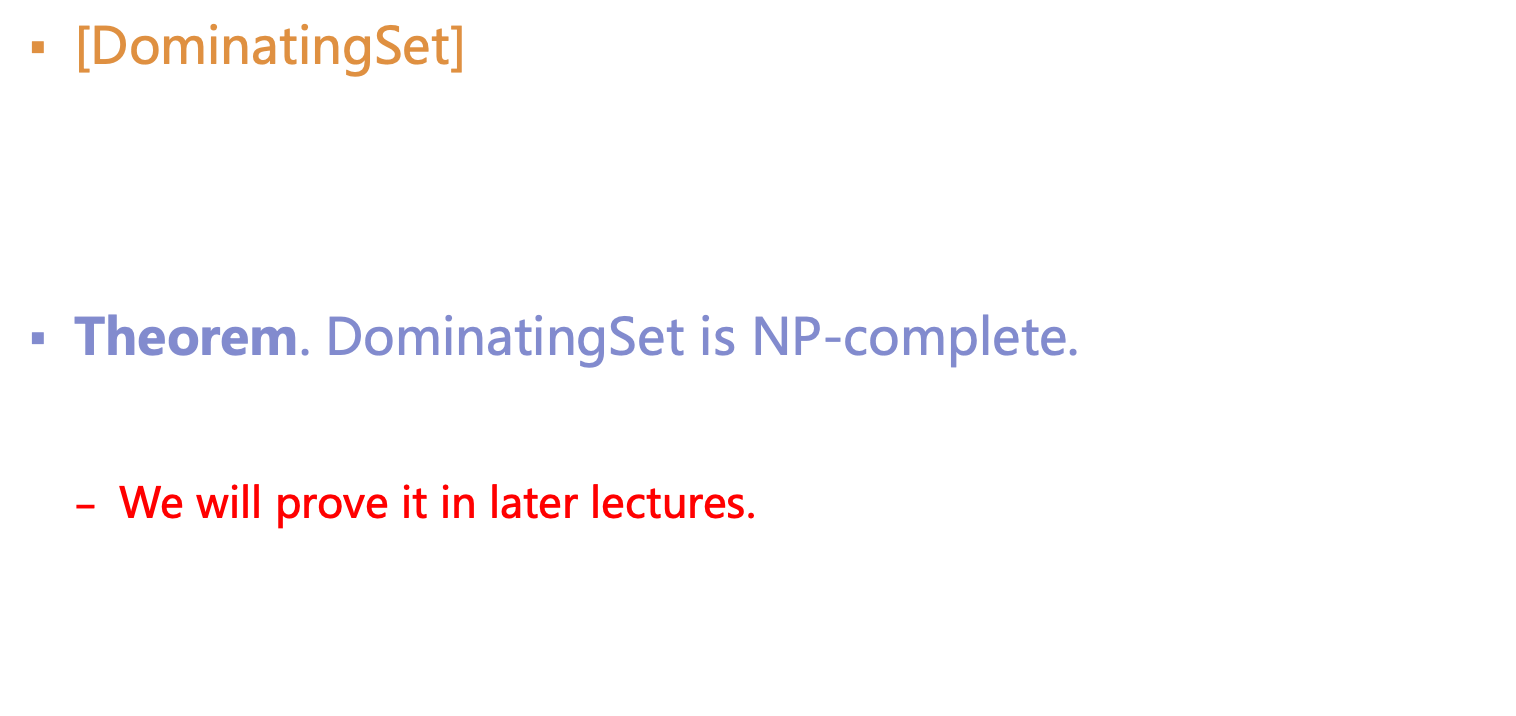 ▪ [DominatingSet]
▪ Theorem. DominatingSet is NP-complete.
– We will prove it in later lectures.